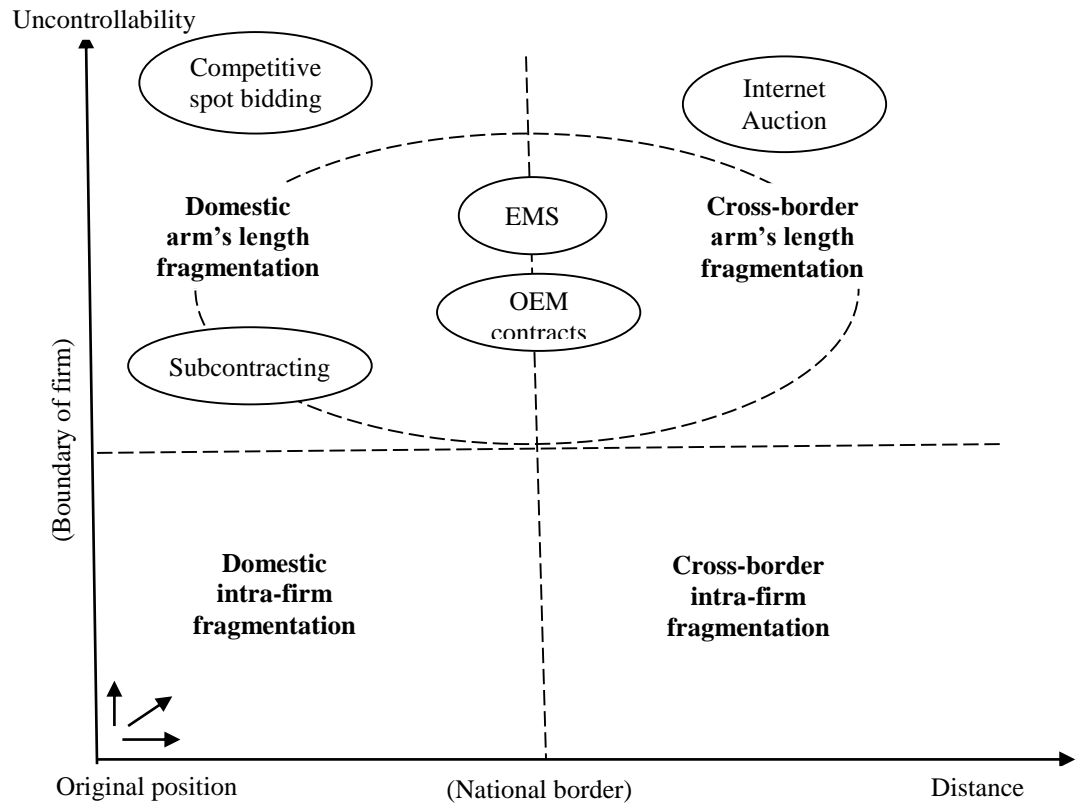 Uncontrollability
Competitive
spot bidding
Internet
Auction
Domestic
arm's length
fragmentation
EMS
Cross-border
arm's length
fragmentation
OEM
contracts
Subcontracting
(Boundary of firm)
Domestic
intra-firm
fragmentation
Cross-border
intra-firm
fragmentation
Original position
(National border)
Distance